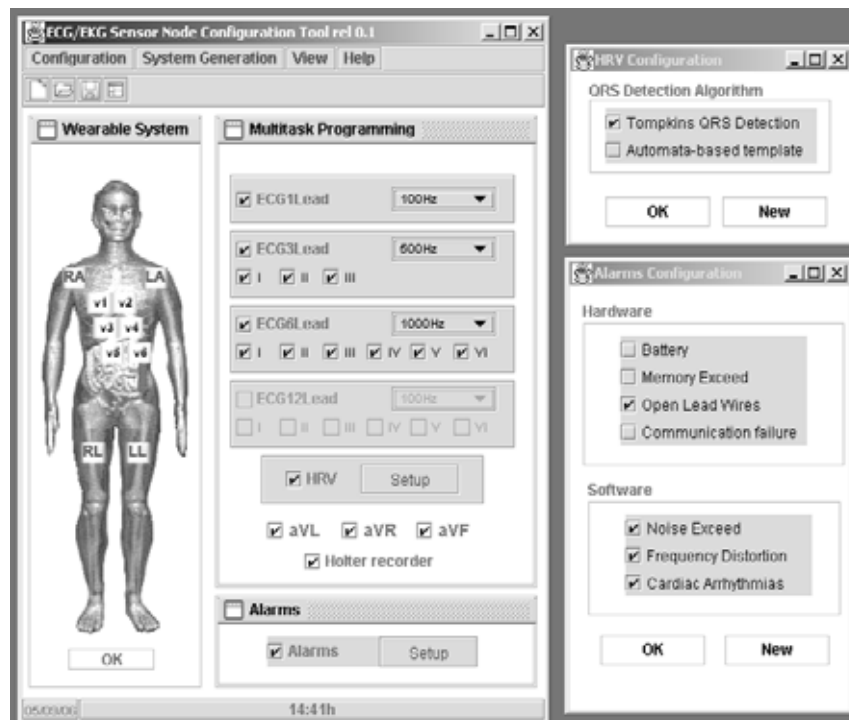 ECG/EKG Sensor Node Configuration Tool rel 0.1
Configuration System Generation View Help
Wearable System
RA LA
v1 v2
v3 v4
v5 v6
RL LL
OK
Multitask Programming
ECG1Lead 100Hz
ECG3Lead 500Hz
I II III
ECG6Lead 1000Hz
I II III IV V VI
ECG12Lead 100Hz
I II III IV V VI
HRV Setup
aVL aVR aVF
Holter recorder
Alarms
Alarms Setup
05/09/06 14:41h
HRV Configuration
QRS Detection Algorithm
Tompkins QRS Detection
Automata-based template
OK New
Alarms Configuration
Hardware
Battery
Memory Exceed
Open Lead Wires
Communication failure
Software
Noise Exceed
Frequency Distortion
Cardiac Arrhythmias
OK New